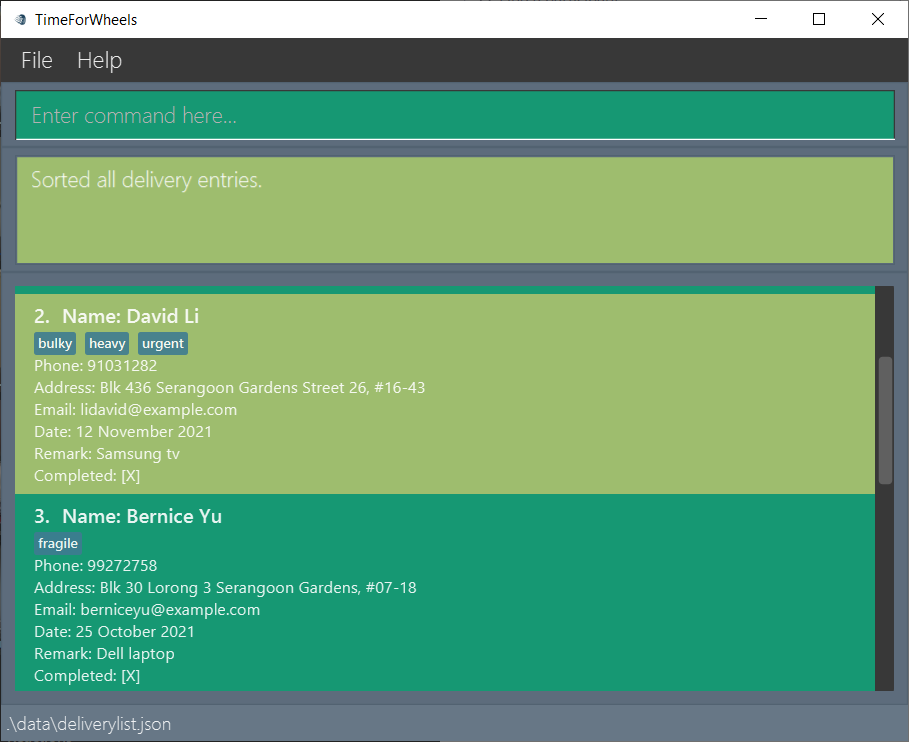 TimeForWheels
File Help
Enter command here...
Sorted all delivery entries.
2. Name: David Li
bulky heavy urgent
Phone: 91031282
Address: Blk 436 Serangoon Gardens Street 26, #16-43
Email: lidavid@example.com
Date: 12 November 2021
Remark: Samsung tv
Completed: [X]
3. Name: Bernice Yu
fragile
Phone: 99272758
Address: Blk 30 Lorong 3 Serangoon Gardens, #07-18
Email: berniceyu@example.com
Date: 25 October 2021
Remark: Dell laptop
Completed: [X]
.\data\deliverylist.json